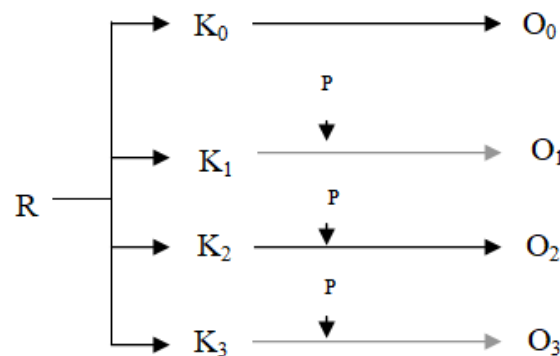 K₀ O₀
P
K₁ O₁
R
P
K₂ O₂
P
K₃ O₃